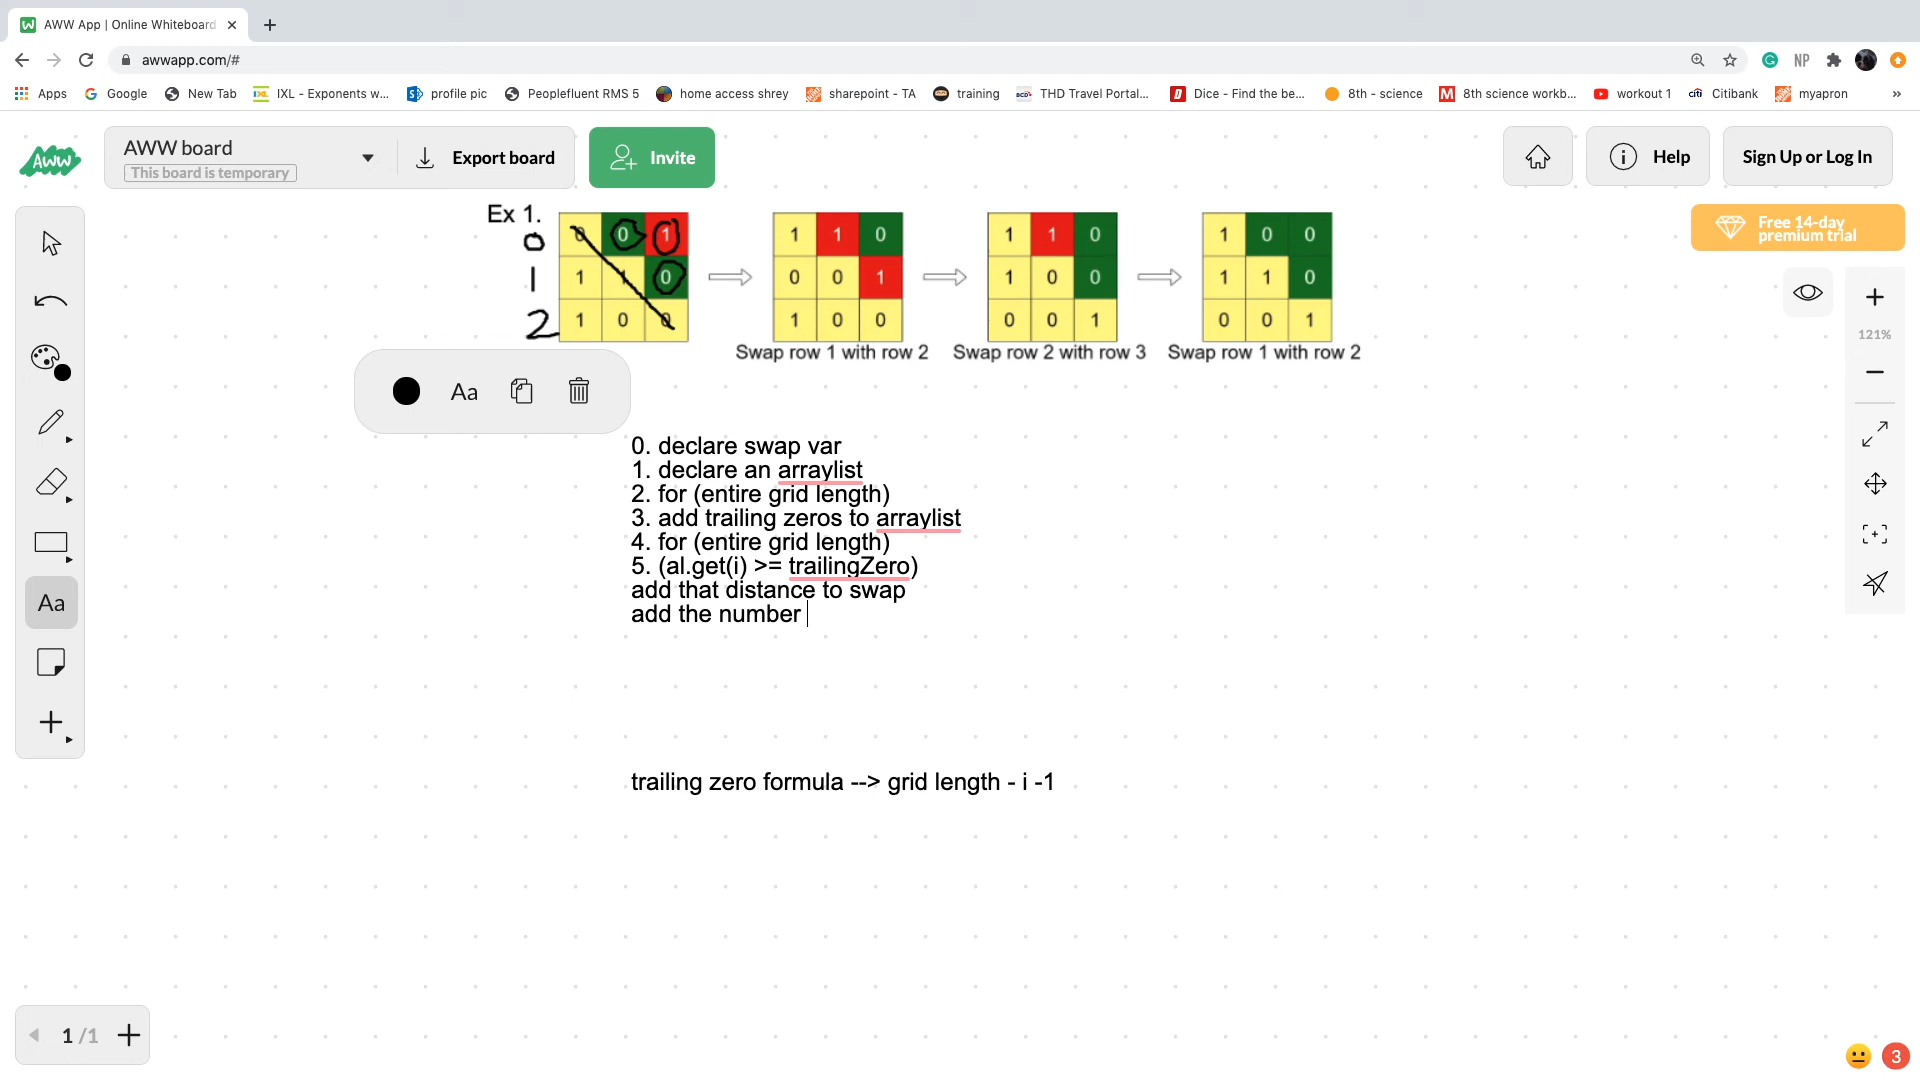 AWW App | Online Whiteboard
awwapp.com/#
NP
Apps
Google
New Tab
IXL - Exponents w...
profile pic
Peoplefluent RMS 5
home access shrey
sharepoint - TA
training
THD Travel Portal...
Dice - Find the be...
8th - science
8th science workb...
workout 1
Citibank
myapron
»
AWW
AWW board
This board is temporary
Export board
Invite
Help
Sign Up or Log In
Free 14-day
premium trial
121%
Ex 1.
0
1
2
0 0 1
1 1 0
1 0 0
1 1 0
0 0 1
1 0 0
Swap row 1 with row 2
1 1 0
1 0 0
0 0 1
Swap row 2 with row 3
1 0 0
1 1 0
0 0 1
Swap row 1 with row 2
Aa
0. declare swap var
1. declare an arraylist
2. for (entire grid length)
3. add trailing zeros to arraylist
4. for (entire grid length)
5. (al.get(i) >= trailingZero)
add that distance to swap
add the number
trailing zero formula --> grid length - i -1
Aa
1 /1
3